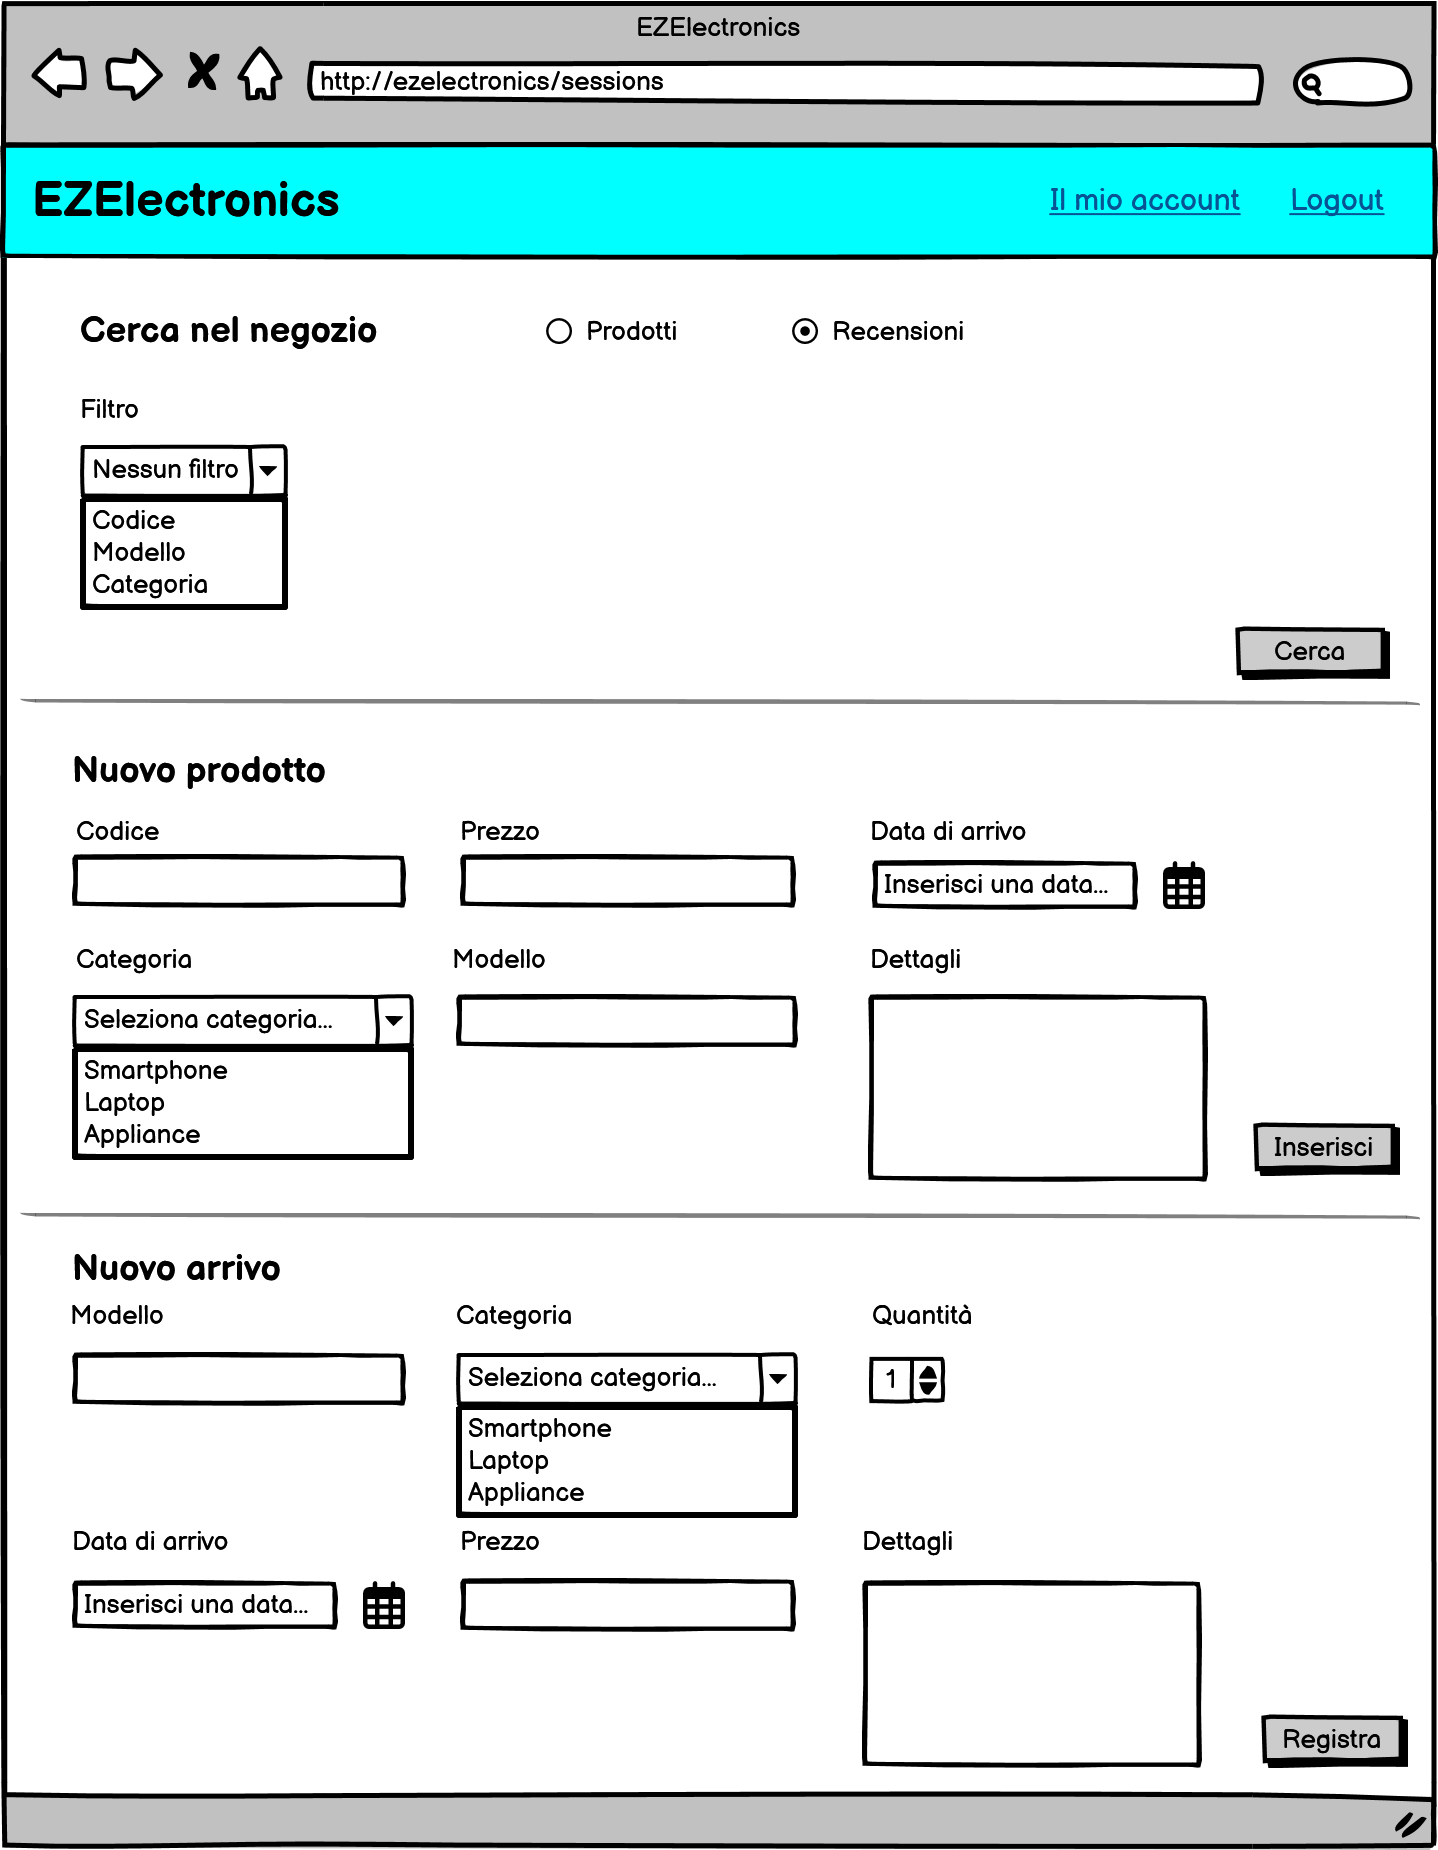 EZElectronics
http://ezelectronics/sessions
EZElectronics
Il mio account
Logout
Cerca nel negozio
Prodotti
Recensioni
Filtro
Nessun filtro
Codice
Modello
Categoria
Cerca
Nuovo prodotto
Codice
Prezzo
Data di arrivo
Inserisci una data...
Categoria
Modello
Dettagli
Seleziona categoria...
Smartphone
Laptop
Appliance
Inserisci
Nuovo arrivo
Modello
Categoria
Quantità
Seleziona categoria...
1
Smartphone
Laptop
Appliance
Data di arrivo
Prezzo
Dettagli
Inserisci una data...
Registra